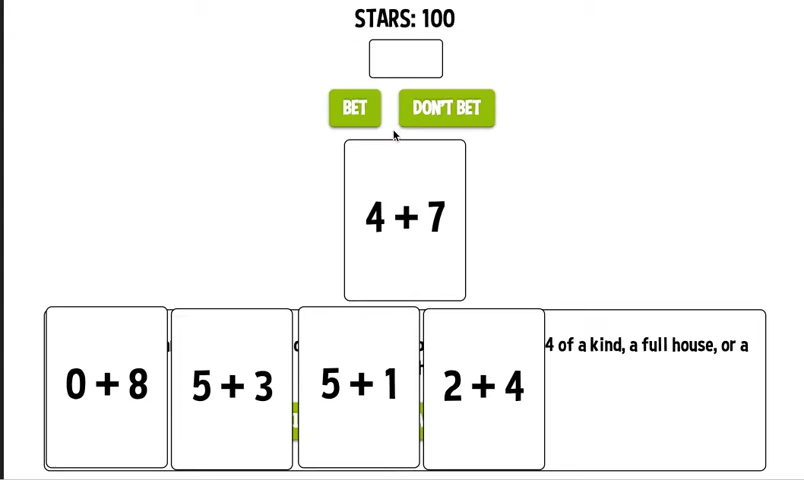 STARS: 100
BET DON'T BET
4 + 7
4 of a kind, a full house, or a
0 + 8 5 + 3 5 + 1 2 + 4